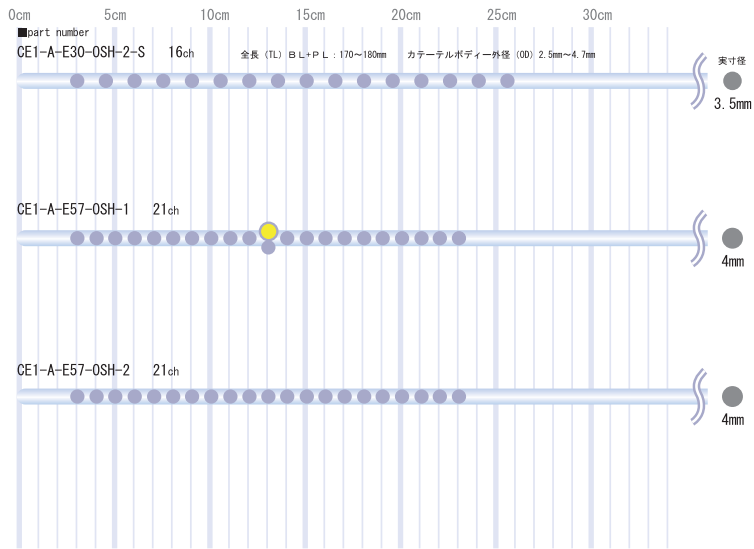 0cm 5cm 10cm 15cm 20cm 25cm 30cm
■part number
CE1-A-E30-OSH-2-S 16ch 全長（TL）ＢＬ+ＰＬ：170〜180mm カテーテルボディー外径（OD）2.5mm〜4.7mm
実寸径
3.5mm
CE1-A-E57-OSH-1 21ch
4mm
CE1-A-E57-OSH-2 21ch
4mm